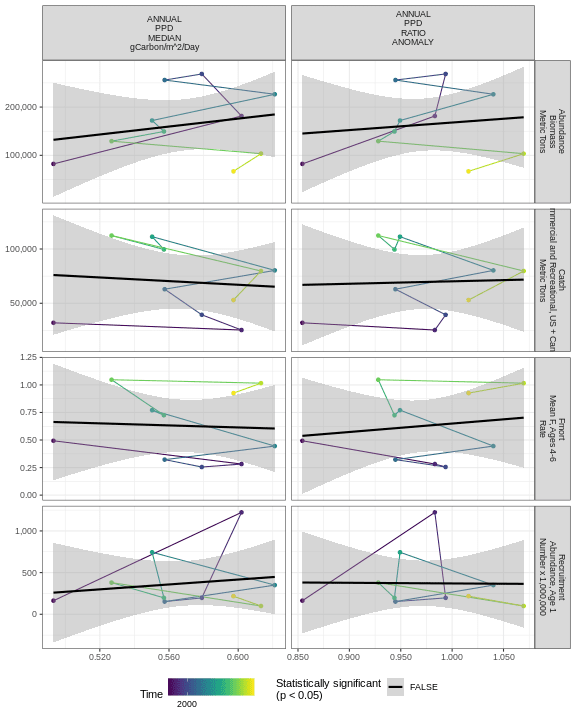 ANNUAL
PPD
MEDIAN
gCarbon/m^2/Day
ANNUAL
PPD
RATIO
ANOMALY
200,000
100,000
Abundance
Biomass
Metric Tons
100,000
50,000
Catch
mmercial and Recreational, US + Can
Metric Tons
1.25
1.00
0.75
0.50
0.25
0.00
Fmort
Mean F, Ages 4-6
Rate
1,000
500
0
Recruitment
Abundance, Age 1
Number x 1,000,000
0.520 0.560 0.600
0.850 0.900 0.950 1.000 1.050
Time
2000
Statistically significant
(p < 0.05)
FALSE